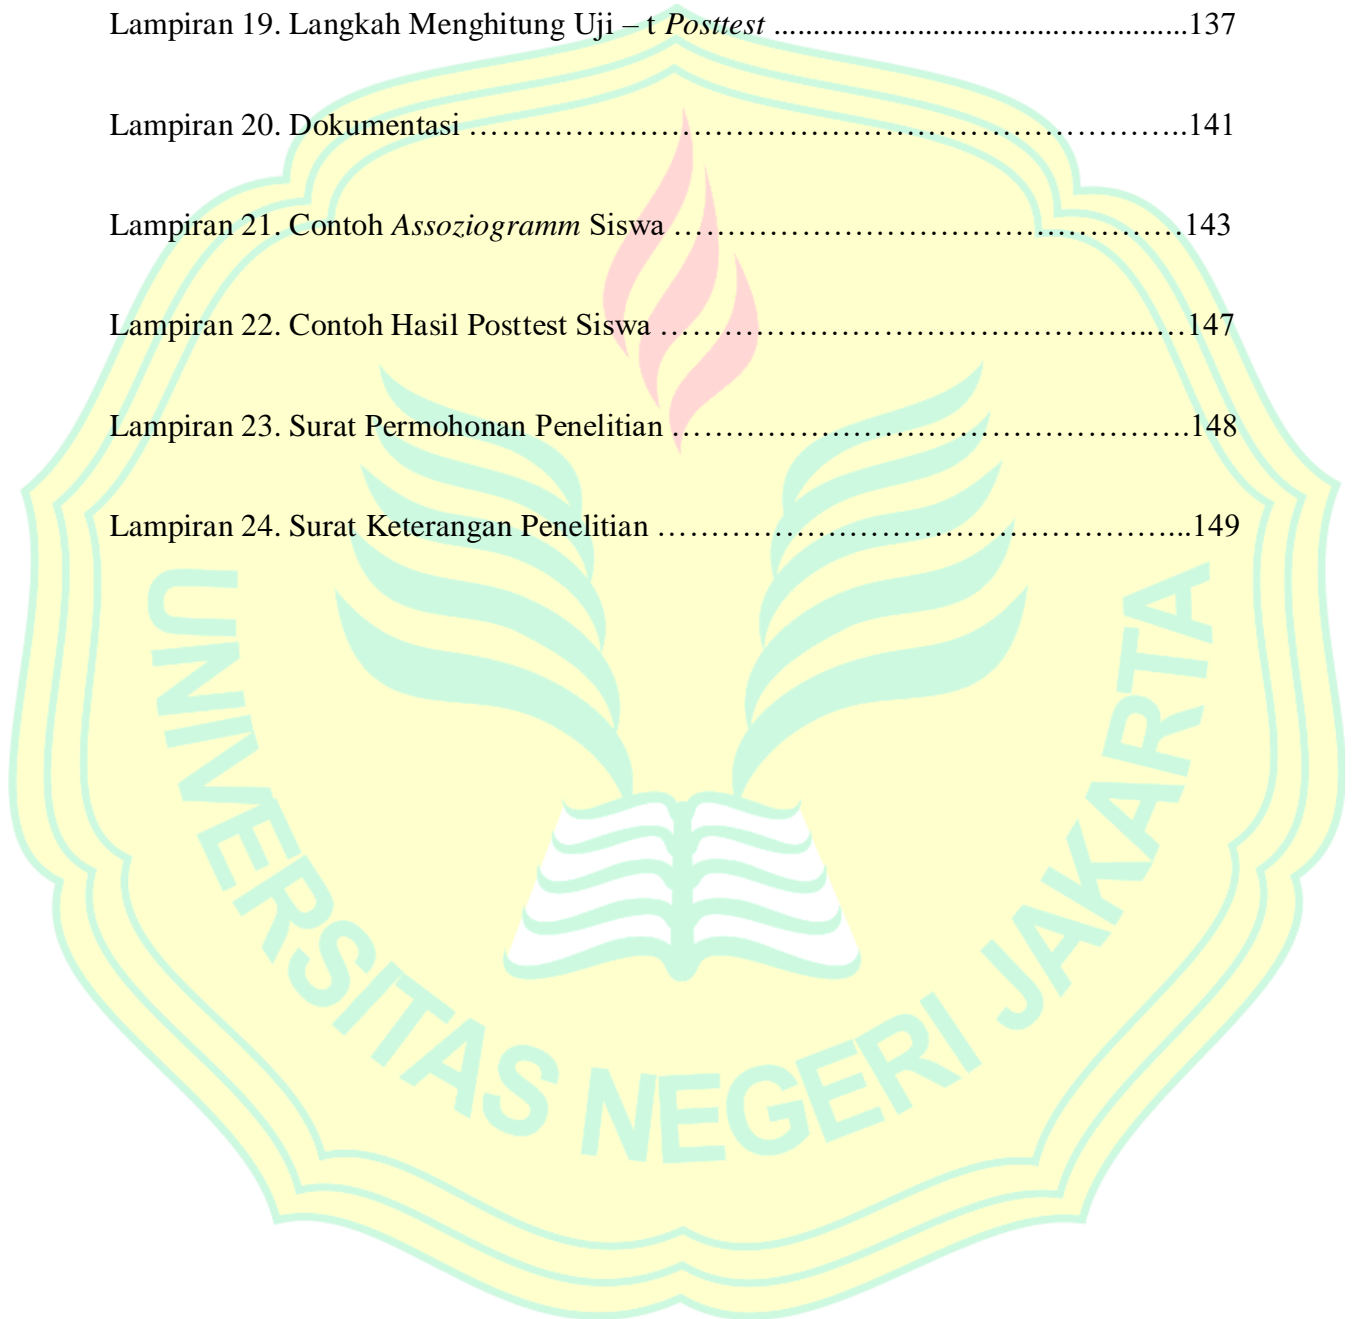 Lampiran 19. Langkah Menghitung Uji – t Posttest ....................................................137
Lampiran 20. Dokumentasi …………………………………………………………..141
Lampiran 21. Contoh Assoziogramm Siswa …………………………………………143
Lampiran 22. Contoh Hasil Posttest Siswa ……………………………………..…147
Lampiran 23. Surat Permohonan Penelitian ………………………………………….148
Lampiran 24. Surat Keterangan Penelitian …………………………………………...149
UNIVERSITAS NEGERI JAKARTA